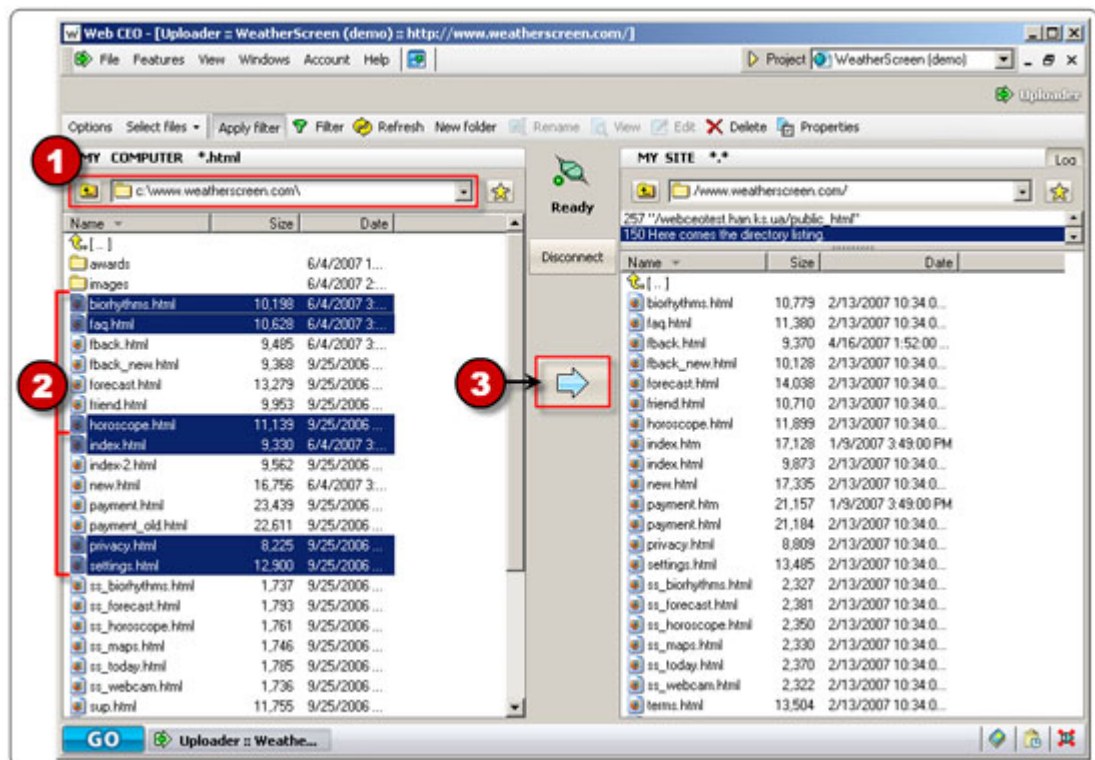 Web CEO - [Uploader :: WeatherScreen (demo) :: http://www.weatherscreen.com/]
File Features View Windows Account Help Project WeatherScreen (demo)
Uploader
Options Select files Apply filter Filter Refresh New folder Rename View Edit Delete Properties
1 MY COMPUTER *.html
c:\www.weatherscreen.com\
Name Size Date
[..]
awards 6/4/2007 1...
images 6/4/2007 2:...
biorhythms.html 10,198 6/4/2007 3:...
faq.html 10,628 6/4/2007 3:...
fback.html 9,485 6/4/2007 3:...
fback_new.html 9,368 9/25/2006 ...
forecast.html 13,279 9/25/2006 ...
friend.html 9,953 9/25/2006 ...
horoscope.html 11,139 9/25/2006 ...
index.html 9,330 6/4/2007 3:...
index-2.html 9,562 9/25/2006 ...
new.html 16,756 6/4/2007 3:...
payment.html 23,439 9/25/2006 ...
payment_old.html 22,611 9/25/2006 ...
privacy.html 8,225 9/25/2006 ...
settings.html 12,900 9/25/2006 ...
ss_biorhythms.html 1,737 9/25/2006 ...
ss_forecast.html 1,793 9/25/2006 ...
ss_horoscope.html 1,761 9/25/2006 ...
ss_maps.html 1,746 9/25/2006 ...
ss_today.html 1,785 9/25/2006 ...
ss_webcam.html 1,736 9/25/2006 ...
sup.html 11,755 9/25/2006 ...
2
Ready
Disconnect
3
MY SITE *.* Log
/www.weatherscreen.com/
257 "/webceotest.han.ks.ua/public_html"
150 Here comes the directory listing.
Name Size Date
[..]
biorhythms.html 10,779 2/13/2007 10:34:0...
faq.html 11,380 2/13/2007 10:34:0...
fback.html 9,370 4/16/2007 1:52:00 ...
fback_new.html 10,128 2/13/2007 10:34:0...
forecast.html 14,038 2/13/2007 10:34:0...
friend.html 10,710 2/13/2007 10:34:0...
horoscope.html 11,899 2/13/2007 10:34:0...
index.htm 17,128 1/9/2007 3:49:00 PM
index.html 9,873 2/13/2007 10:34:0...
new.html 17,335 2/13/2007 10:34:0...
payment.htm 21,157 1/9/2007 3:49:00 PM
payment.html 21,184 2/13/2007 10:34:0...
privacy.html 8,809 2/13/2007 10:34:0...
settings.html 13,485 2/13/2007 10:34:0...
ss_biorhythms.html 2,327 2/13/2007 10:34:0...
ss_forecast.html 2,381 2/13/2007 10:34:0...
ss_horoscope.html 2,350 2/13/2007 10:34:0...
ss_maps.html 2,330 2/13/2007 10:34:0...
ss_today.html 2,370 2/13/2007 10:34:0...
ss_webcam.html 2,322 2/13/2007 10:34:0...
terms.html 13,504 2/13/2007 10:34:0...
GO Uploader :: Weathe...